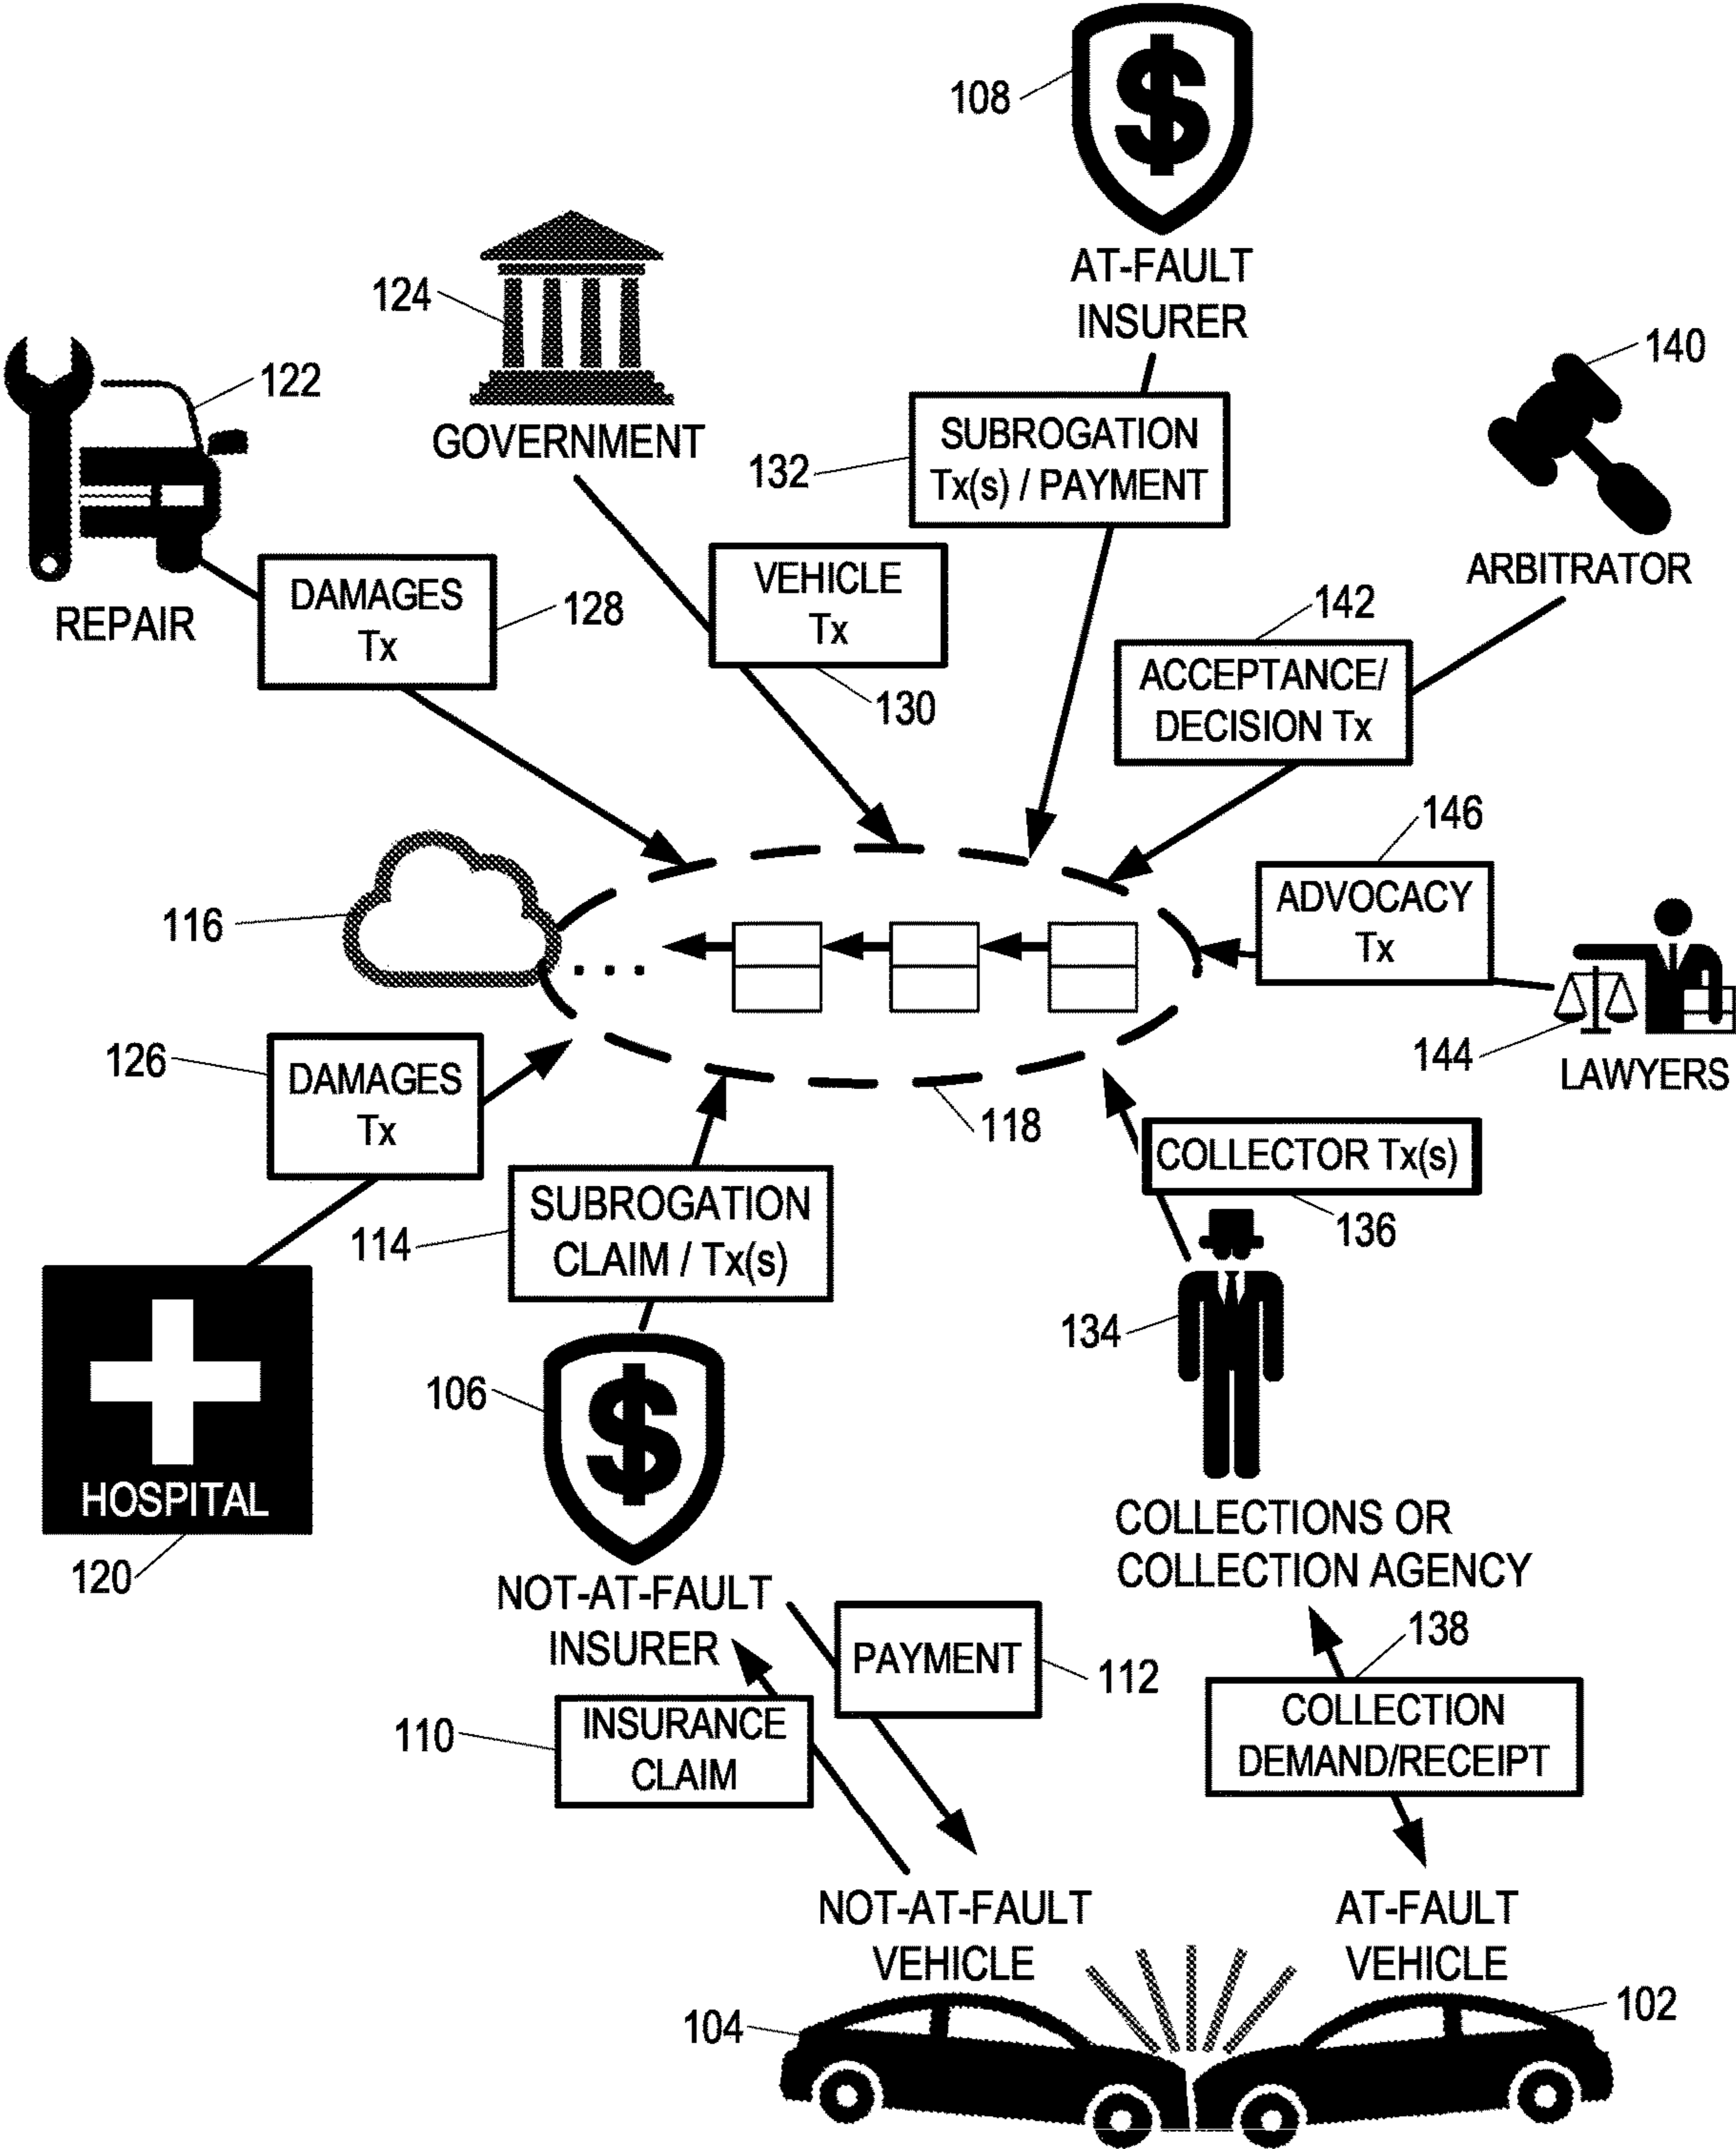 108
AT-FAULT
INSURER
124
GOVERNMENT
140
ARBITRATOR
122
REPAIR
132
SUBROGATION
Tx(s) / PAYMENT
DAMAGES
Tx
128
VEHICLE
Tx
130
142
ACCEPTANCE/
DECISION Tx
146
ADVOCACY
Tx
116
. . .
144
LAWYERS
126
DAMAGES
Tx
118
COLLECTOR Tx(s)
136
114
SUBROGATION
CLAIM / Tx(s)
134
106
HOSPITAL
120
COLLECTIONS OR
COLLECTION AGENCY
NOT-AT-FAULT
INSURER
PAYMENT
112
138
110
INSURANCE
CLAIM
COLLECTION
DEMAND/RECEIPT
NOT-AT-FAULT
VEHICLE
AT-FAULT
VEHICLE
104
102